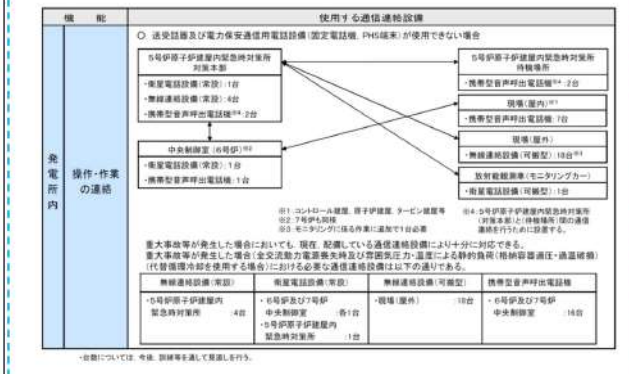 機　能
使用する通信連絡設備
発電所内
操作・作業の連絡
○ 送受話器及び電力保安通信用電話設備（固定電話機、PHS端末）が使用できない場合
5号炉原子炉建屋内緊急時対策所
対策本部
・衛星電話設備（常設）：1台
・無線連絡設備（常設）：4台
・携帯型音声呼出電話機※4：2台
中央制御室（6号炉）※2
・衛星電話設備（常設）：1台
・携帯型音声呼出電話機：1台
5号炉原子炉建屋内緊急時対策所
待機場所
・携帯型音声呼出電話機※4：2台
現場（屋内）※1
・携帯型音声呼出電話機：7台
現場（屋外）
・無線連絡設備（可搬型）：18台※3
放射能観測車（モニタリングカー）
・衛星電話設備（可搬型）：1台
※1：コントロール建屋、原子炉建屋、タービン建屋等
※2：7号炉も同様
※3：モニタリングに係る作業に追加で1台必要
※4：5号炉原子炉建屋内緊急時対策所
（対策本部）と（待機場所）間の通信
連絡を行うために設置する。
重大事故等が発生した場合においても、現在、配備している通信連絡設備により十分に対応できる。
重大事故等が発生した場合（全交流動力電源喪失時及び雰囲気圧力・温度による静的負荷（格納容器過圧・過温破損）
（代替循環冷却を使用する場合）における必要な通信連絡設備は以下の通りである。
無線連絡設備（常設）
衛星電話設備（常設）
無線連絡設備（可搬型）
携帯型音声呼出電話機
・5号炉原子炉建屋内
緊急時対策所　：4台
・6号炉及び7号炉
中央制御室　：各1台
・5号炉原子炉建屋内
緊急時対策所　：1台
・現場（屋外）　：18台
・6号炉及び7号炉
中央制御室　：16台
・台数については、今後、訓練等を通して見直しを行う。